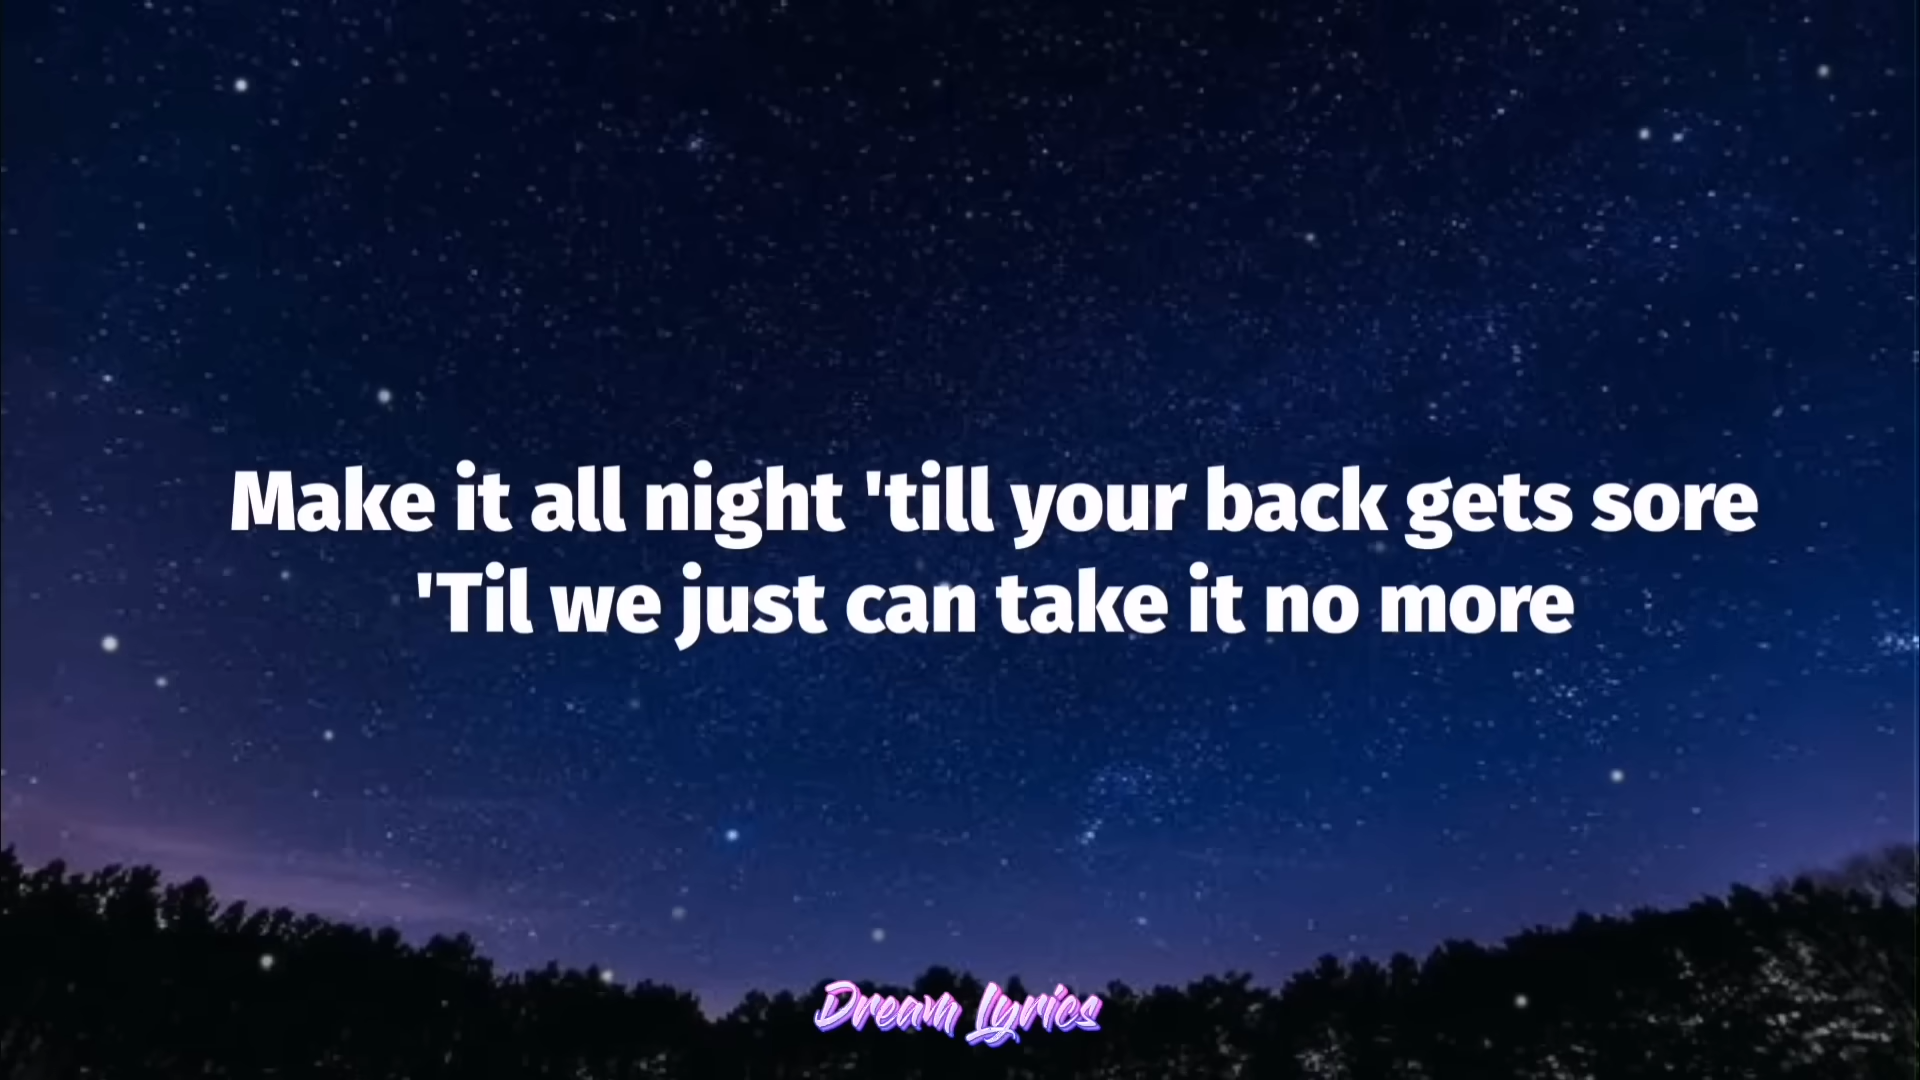 Make it all night 'till your back gets sore
'Til we just can take it no more
Dream Lyrics